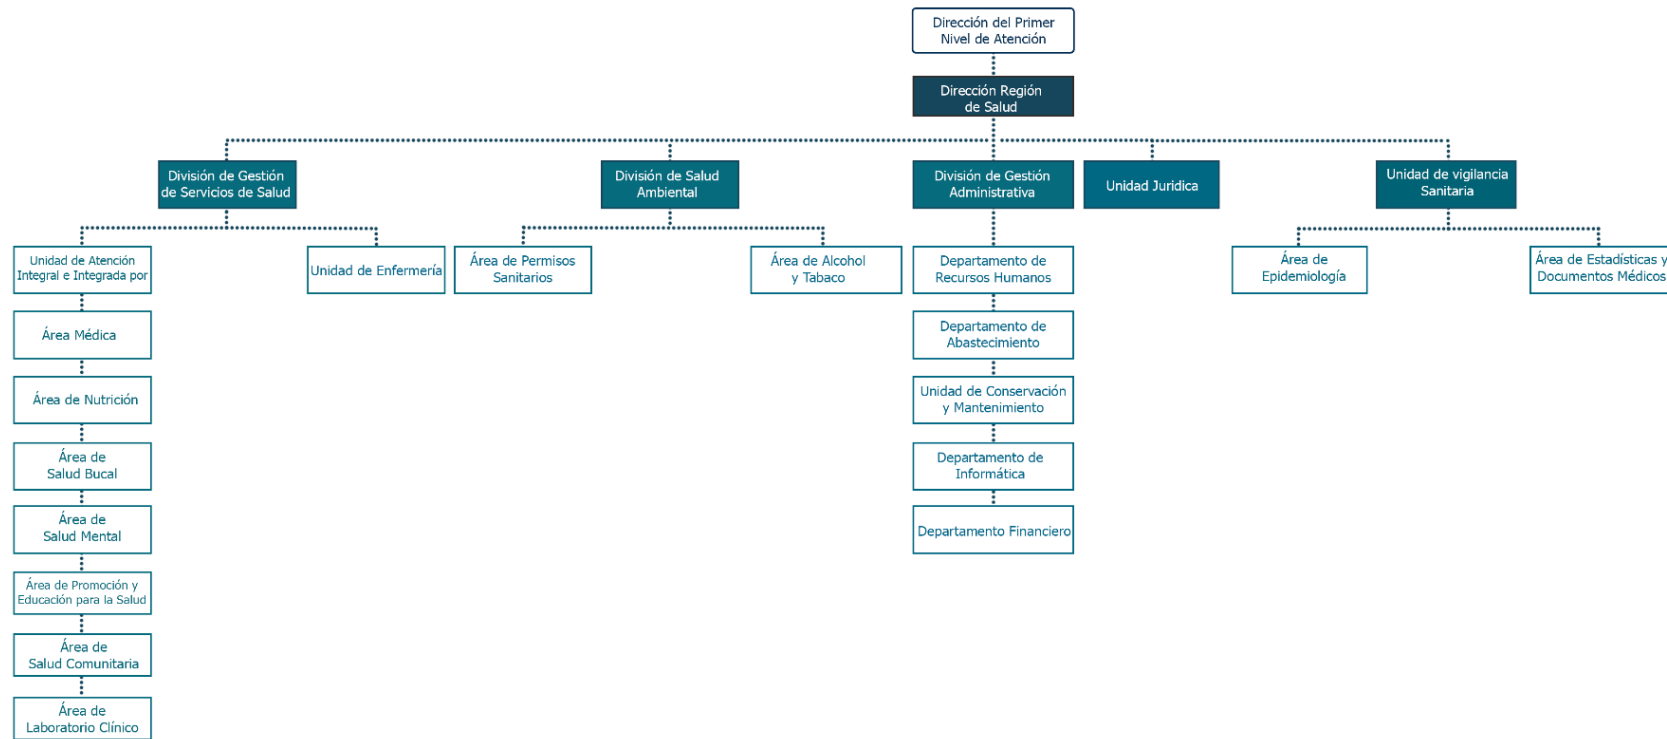 Dirección del Primer
Nivel de Atención
Dirección Región
de Salud
División de Gestión
de Servicios de Salud
División de Salud
Ambiental
División de Gestión
Administrativa
Unidad Juridica
Unidad de vigilancia
Sanitaria
Unidad de Atención
Integral e Integrada por
Unidad de Enfermería
Área de Permisos
Sanitarios
Área de Alcohol
y Tabaco
Departamento de
Recursos Humanos
Área de
Epidemiología
Área de Estadísticas y
Documentos Médicos
Área Médica
Departamento de
Abastecimiento
Área de Nutrición
Unidad de Conservación
y Mantenimiento
Área de
Salud Bucal
Departamento de
Informática
Área de
Salud Mental
Departamento Financiero
Área de Promoción y
Educación para la Salud
Área de
Salud Comunitaria
Área de
Laboratorio Clínico